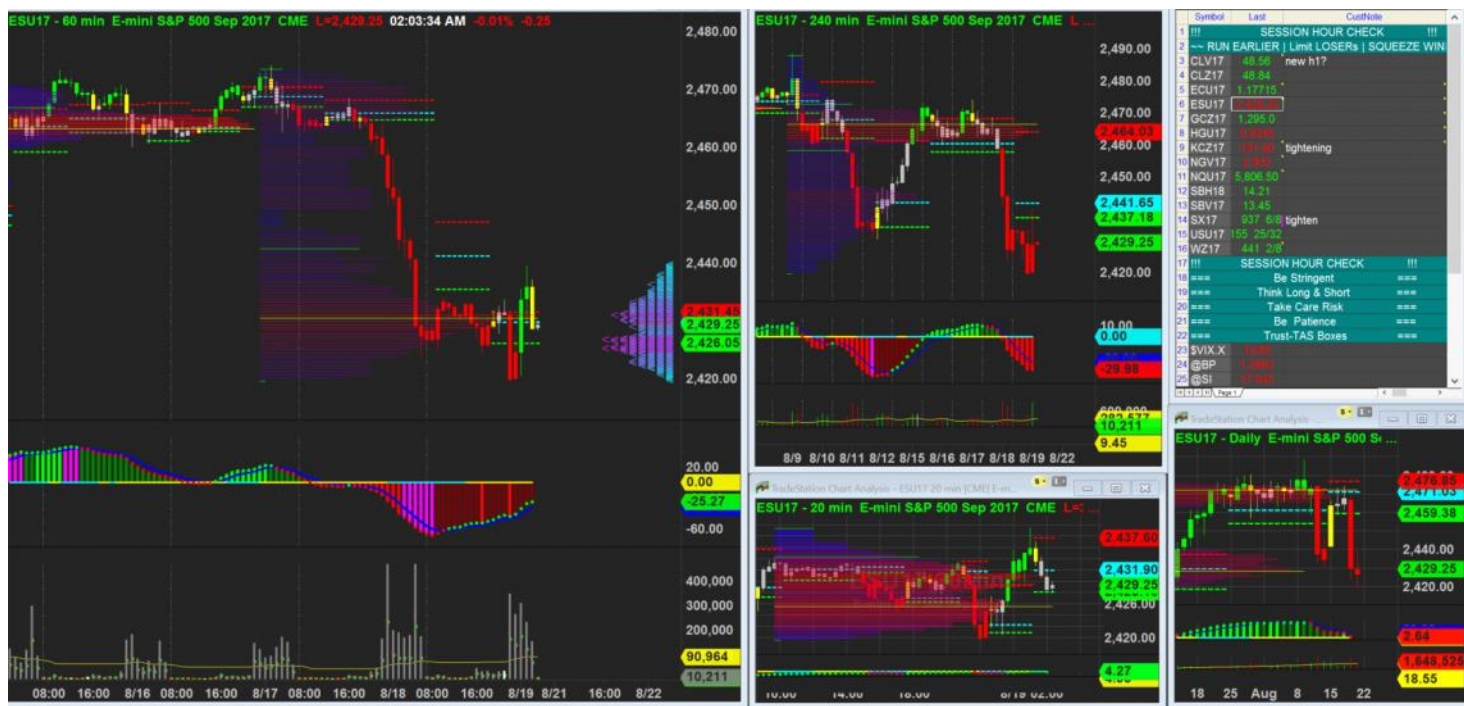 ESU17 - 60 min E-mini S&P 500 Sep 2017 CME L=2,429.25 02:03:34 AM -0.01% -0.25
2,480.00
2,470.00
2,460.00
2,450.00
2,440.00
2,431.45
2,429.25
2,426.05
2,420.00
20.00
0.00
-25.27
-60.00
400,000
300,000
200,000
90,964
10,211
08:00 16:00 8/16 08:00 16:00 8/17 08:00 16:00 8/18 08:00 16:00 8/19 8/21 16:00 8/22
ESU17 - 240 min E-mini S&P 500 Sep 2017 CME L ...
2,490.00
2,480.00
2,470.00
2,464.03
2,460.00
2,450.00
2,441.65
2,437.18
2,429.25
2,420.00
10.00
0.00
-29.98
10,211
9.45
8/9 8/10 8/11 8/12 8/15 8/16 8/17 8/18 8/19 8/22
TradeStation Chart Analysis - ESU17 20 min [CME] E-m...
ESU17 - 20 min E-mini S&P 500 Sep 2017 CME L=: ...
2,437.60
2,431.90
2,429.25
2,426.00
2,420.00
4.27
10:00 14:00 18:00 8/19 02:00
Symbol Last CustNote
1 !!! SESSION HOUR CHECK !!!
2 ~~ RUN EARLIER | Limit LOSERs | SQUEEZE WIN
3 CLV17 48.56 new h1?
4 CLZ17 48.84
5 ECU17 1.17715
6 ESU17
7 GCZ17 1,295.0
8 HGU17
9 KCZ17 tightening
10 NGV17
11 NQU17 5,806.50
12 SBH18 14.21
13 SBV17 13.45
14 SX17 937 6/8 tighten
15 USU17 155 25/32
16 WZ17 441 2/8
17 !!! SESSION HOUR CHECK !!!
18 === Be Stringent ===
19 === Think Long & Short ===
20 === Take Care Risk ===
21 === Be Patience ===
22 === Trust-TAS Boxes ===
23 $VIX.X
24 @BP
25 @SI
Page 1
TradeStation Chart Analysis - ...
ESU17 - Daily E-mini S&P 500 S‹ ...
2,476.85
2,471.03
2,459.38
2,440.00
2,429.25
2,420.00
2.64
1,648,525
18.55
18 25 Aug 8 15 22